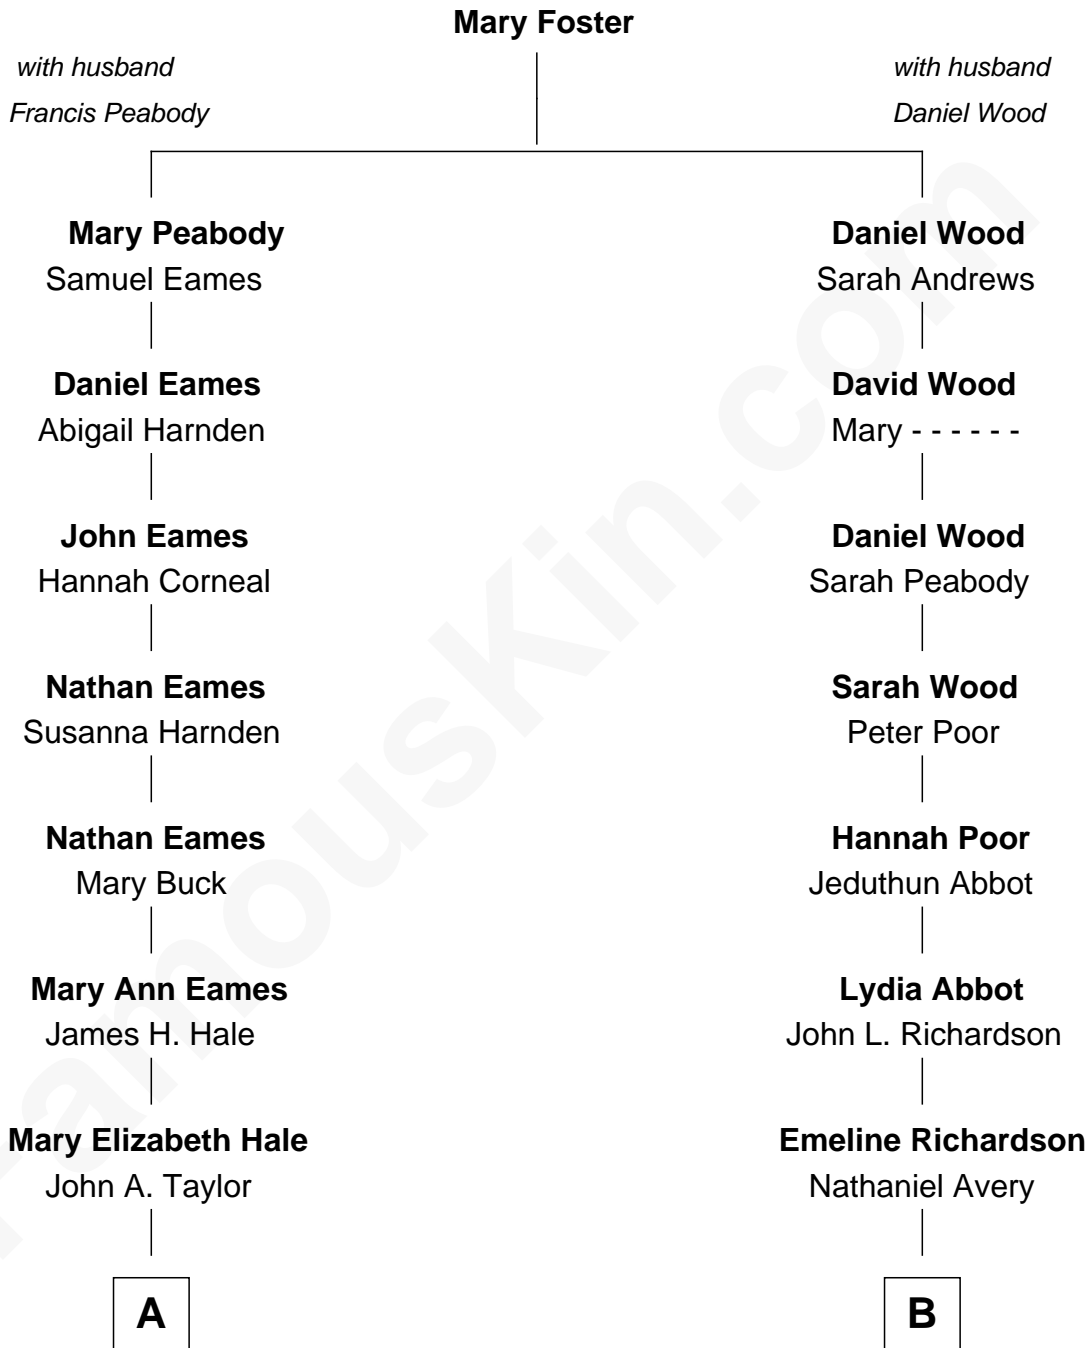 Mary Foster
with husband
Francis Peabody
with husband
Daniel Wood
Mary Peabody
Samuel Eames
Daniel Wood
Sarah Andrews
Daniel Eames
Abigail Harnden
David Wood
Mary - - - - - -
John Eames
Hannah Corneal
Daniel Wood
Sarah Peabody
Nathan Eames
Susanna Harnden
Sarah Wood
Peter Poor
Nathan Eames
Mary Buck
Hannah Poor
Jeduthun Abbot
Mary Ann Eames
James H. Hale
Lydia Abbot
John L. Richardson
Mary Elizabeth Hale
John A. Taylor
Emeline Richardson
Nathaniel Avery
A
B
FamousKin.com